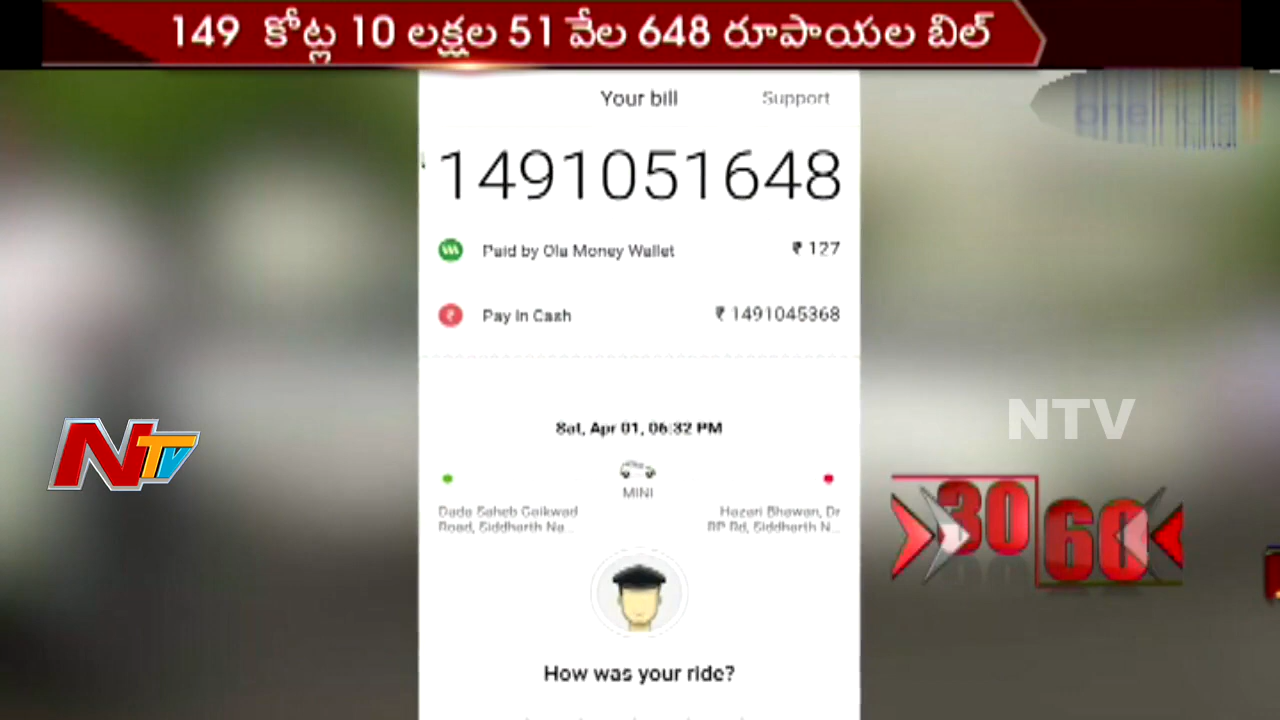 149 కోట్ల 10 లక్షల 51 వేల 648 రూపాయల బిల్
Your bill
Support
1491051648
Paid by Ola Money Wallet
₹ 127
Pay In Cash
₹ 1491045368
Sat, Apr 01, 06:32 PM
MINI
Dada Saheb Gaikwad
Road, Siddharth Na...
Hazari Bhawan, Dr
RP Rd, Siddharth N...
How was your ride?
NTV
NTV
30
60
oneindia